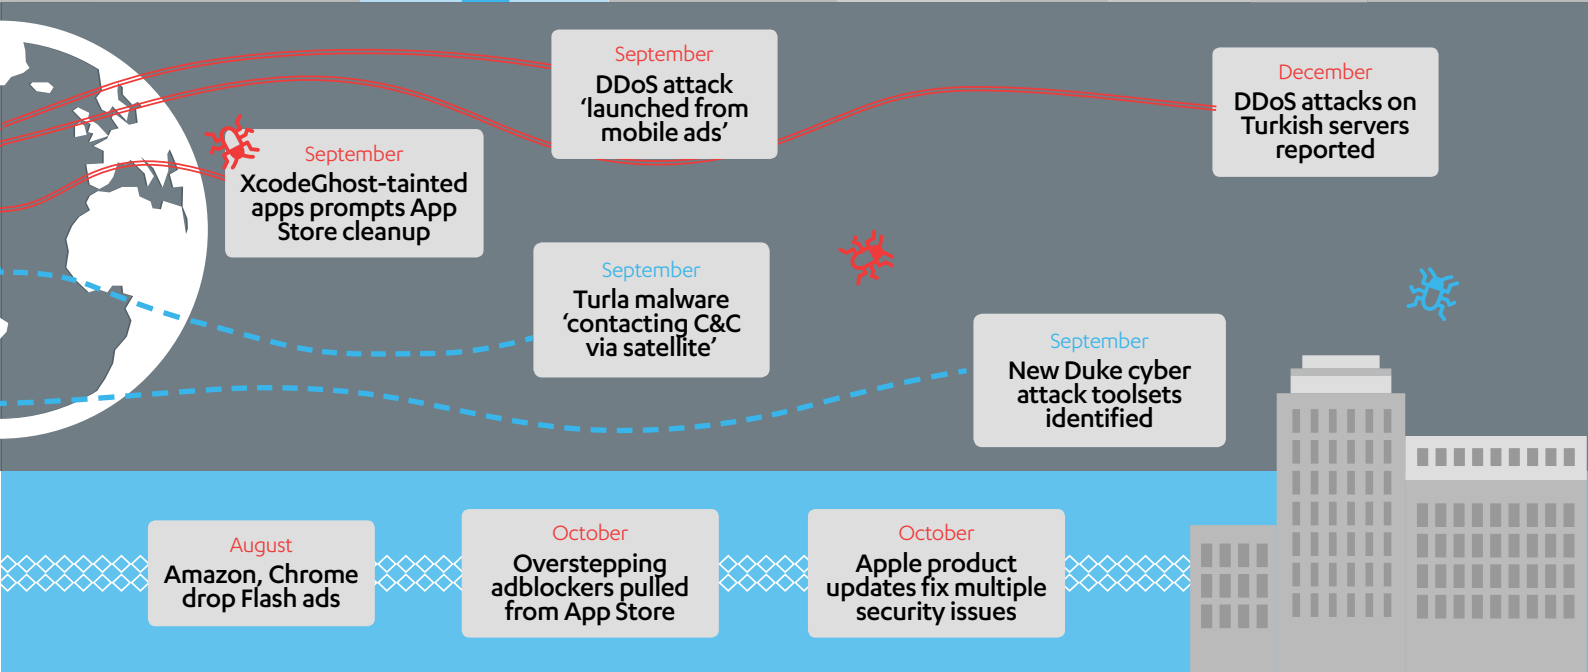 September
DDoS attack
‘launched from
mobile ads’
December
DDoS attacks on
Turkish servers
reported
September
XcodeGhost-tainted
apps prompts App
Store cleanup
September
Turla malware
‘contacting C&C
via satellite’
September
New Duke cyber
attack toolsets
identified
August
Amazon, Chrome
drop Flash ads
October
Overstepping
adblockers pulled
from App Store
October
Apple product
updates fix multiple
security issues